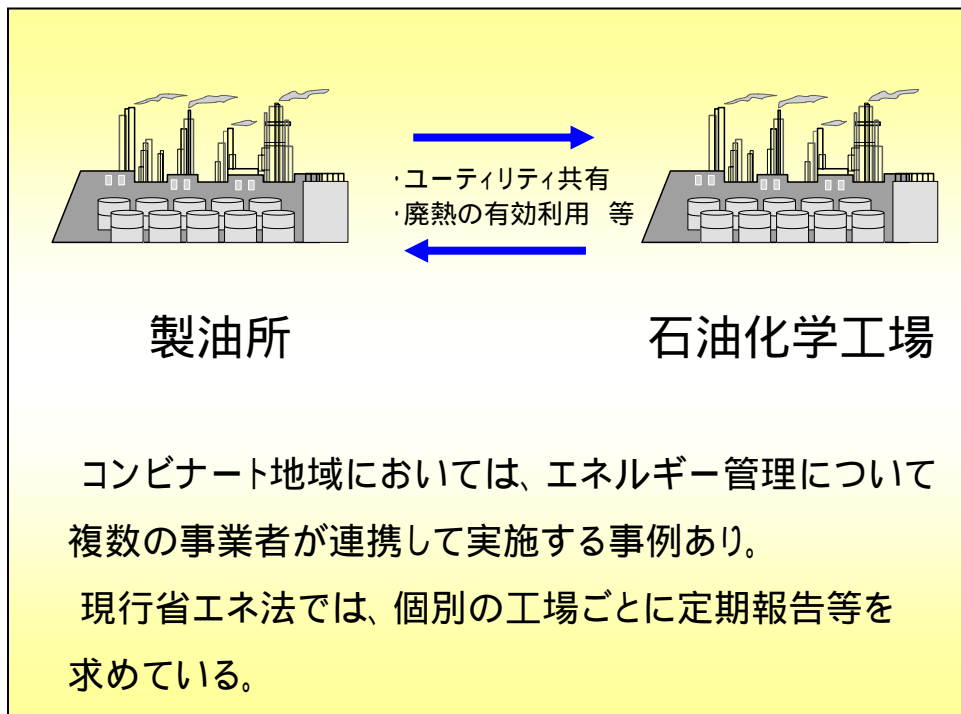 ・ユーティリティ共有
・廃熱の有効利用 等
製油所
石油化学工場
コンビナート地域においては、エネルギー管理について
複数の事業者が連携して実施する事例あり。
現行省エネ法では、個別の工場ごとに定期報告等を
求めている。